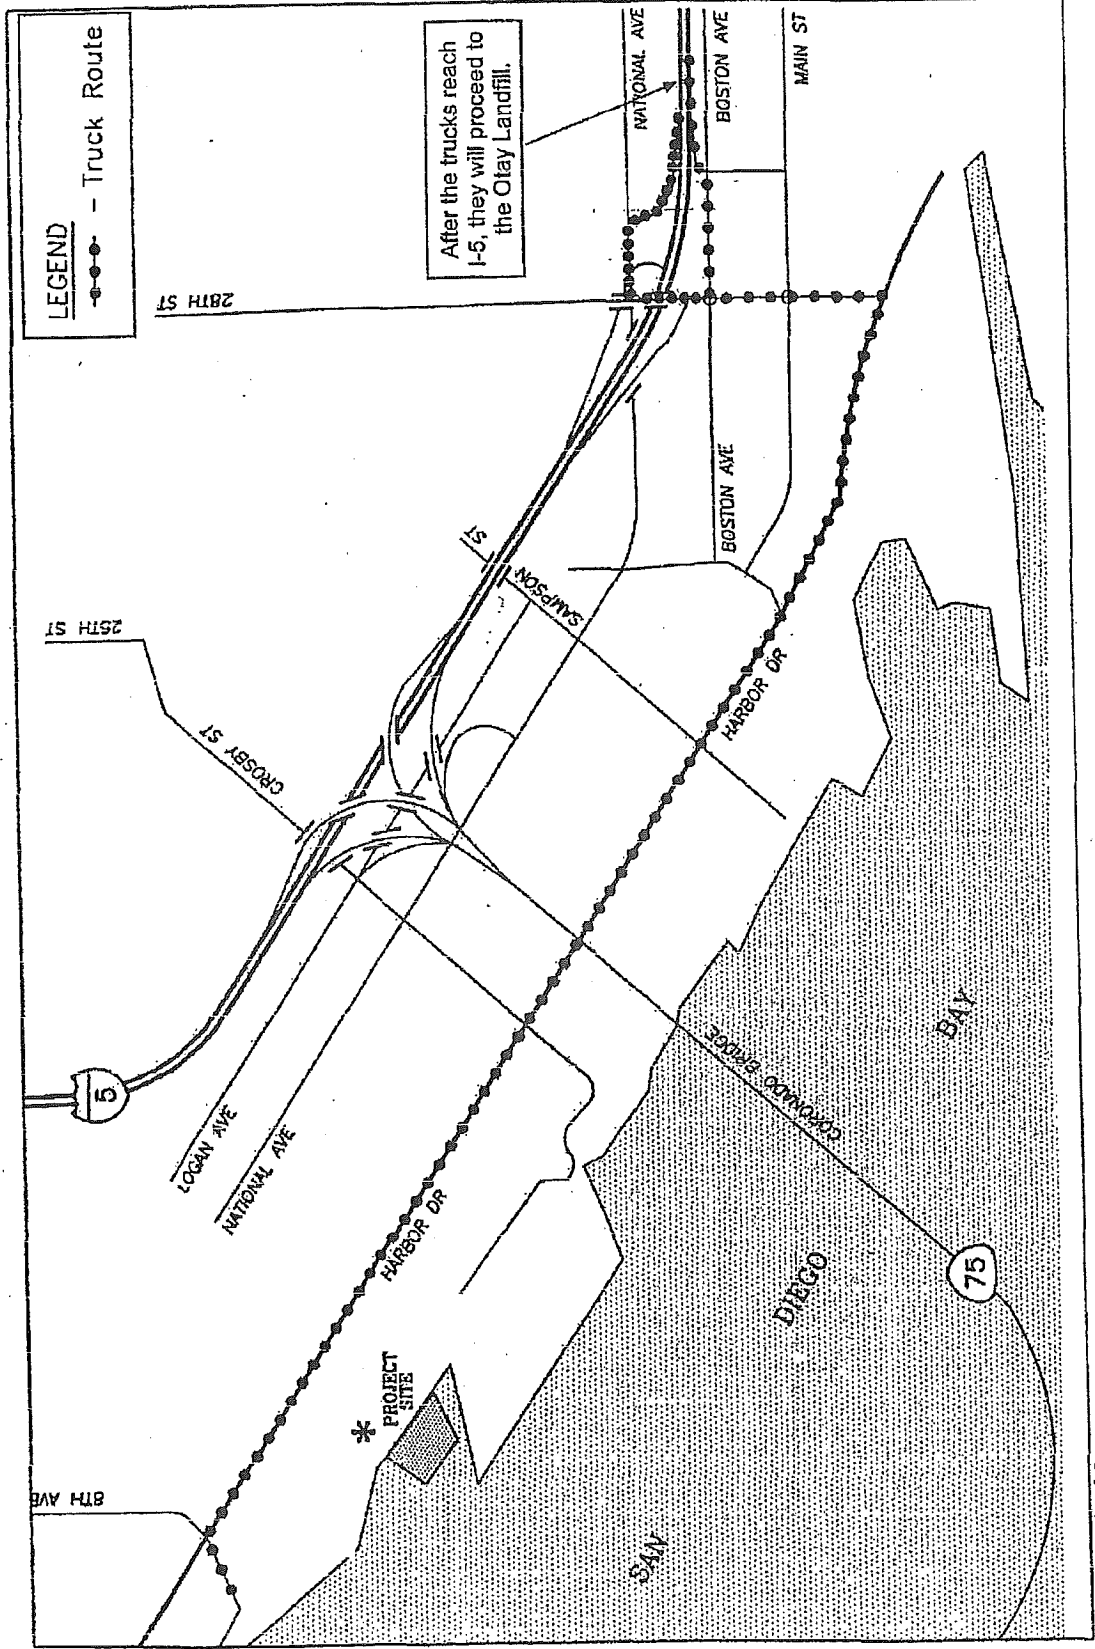 LEGEND
- Truck Route
After the trucks reach
I-5, they will proceed to
the Otay Landfill.
NATIONAL AVE
BOSTON AVE
MAIN ST
28TH ST
BOSTON AVE
SAMPSON ST
25TH ST
CROSBY ST
HARBOR DR
5
LOGAN AVE
NATIONAL AVE
HARBOR DR
CORONADO BRIDGE
75
*
PROJECT
SITE
8TH AVE
SAN DIEGO BAY